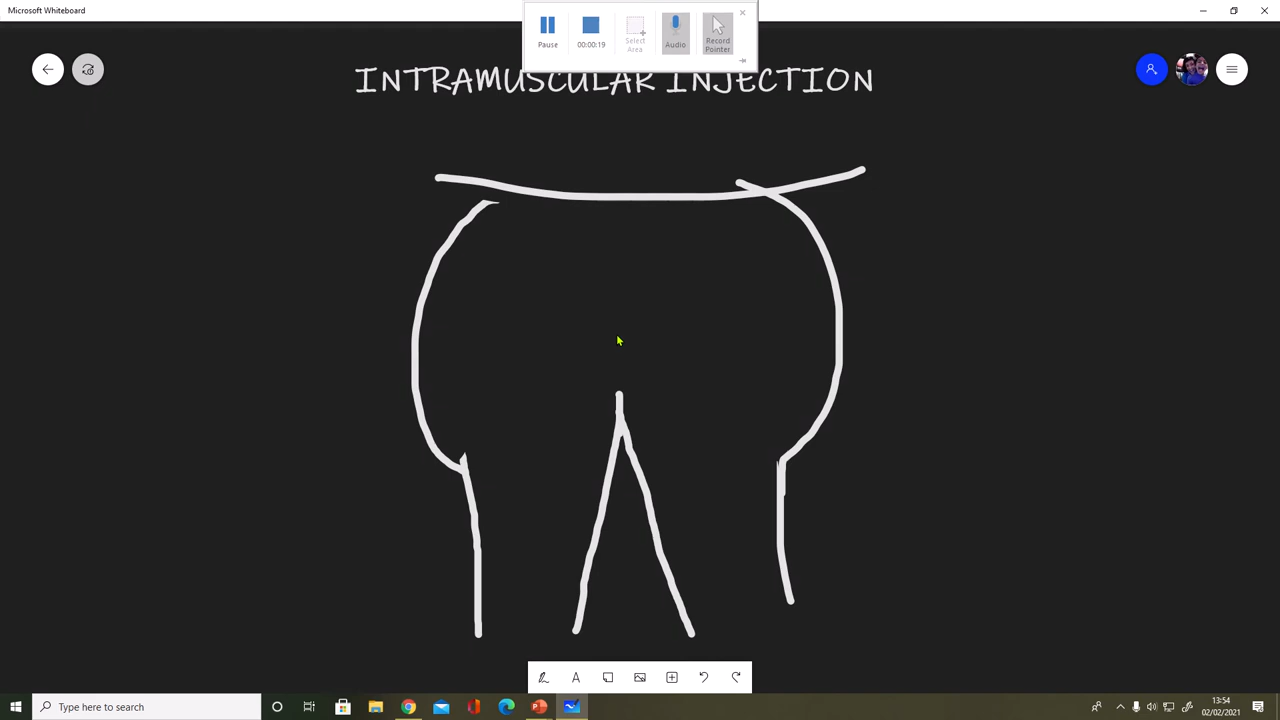 Microsoft Whiteboard
Pause
00:00:19
Select
Area
Audio
Record
Pointer
INTRAMUSCULAR INJECTION
A
Type here to search
13:54
02/02/2021